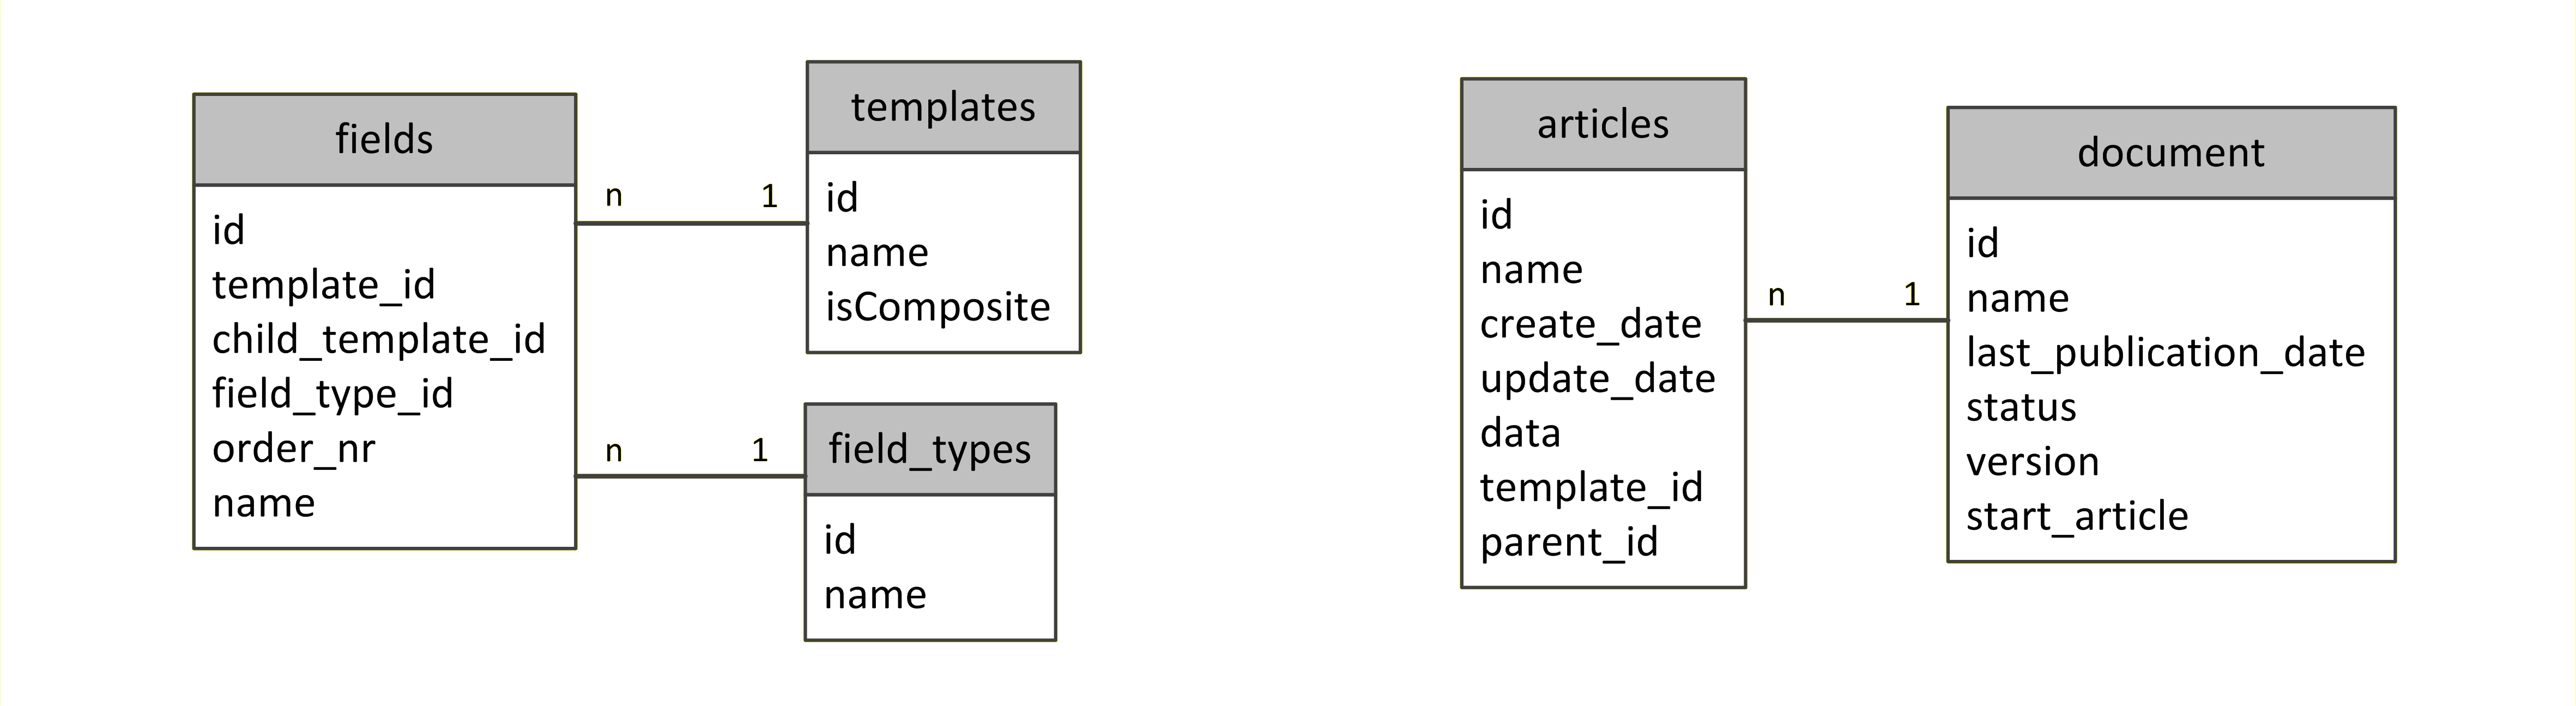 fields
id
template_id
child_template_id
field_type_id
order_nr
name
n
1
n
1
templates
id
name
isComposite
field_types
id
name
articles
id
name
create_date
update_date
data
template_id
parent_id
n
1
document
id
name
last_publication_date
status
version
start_article